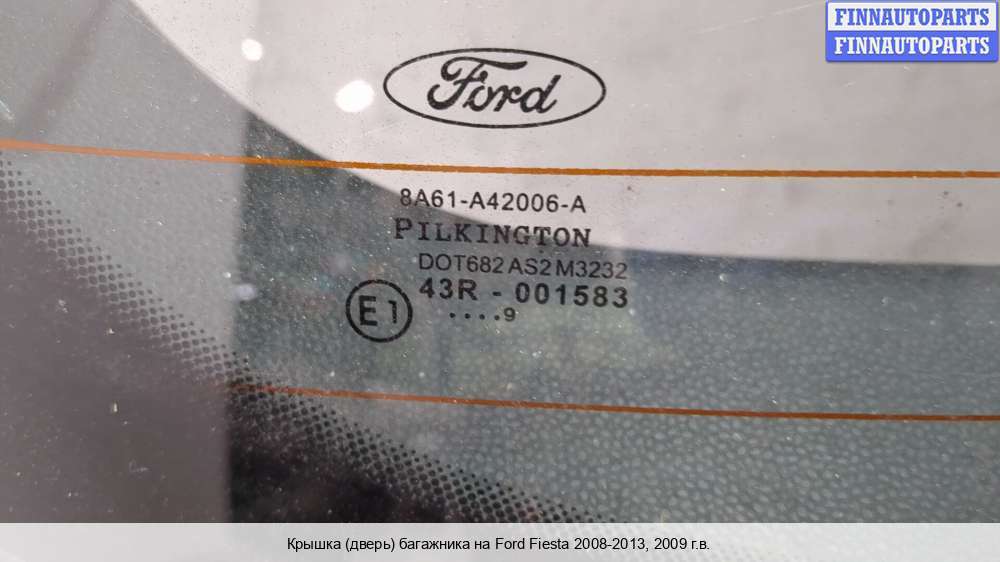 FINNAUTOPARTS
FINNAUTOPARTS
Ford
8A61-A42006-A
PILKINGTON
DOT682 AS2 M3232
43R - 001583
E1
....9
Крышка (дверь) багажника на Ford Fiesta 2008-2013, 2009 г.в.